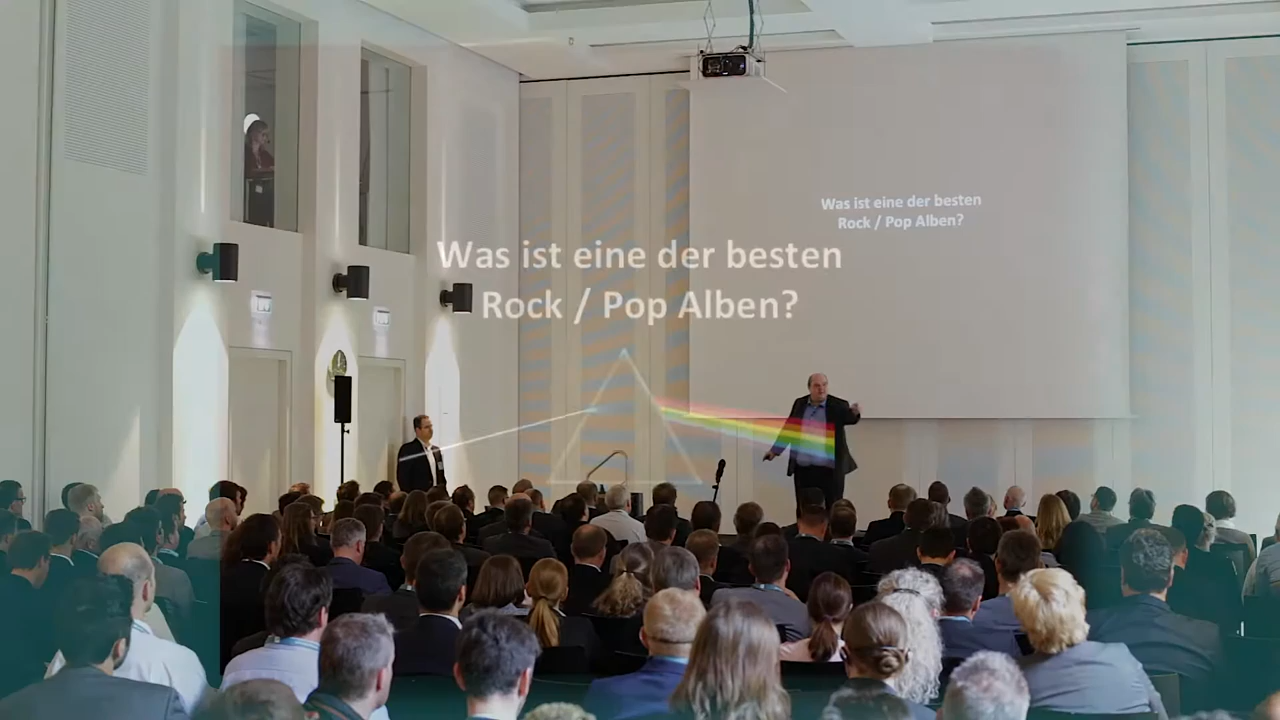 Was ist eine der besten
Rock / Pop Alben?
Was ist eine der besten
Rock / Pop Alben?